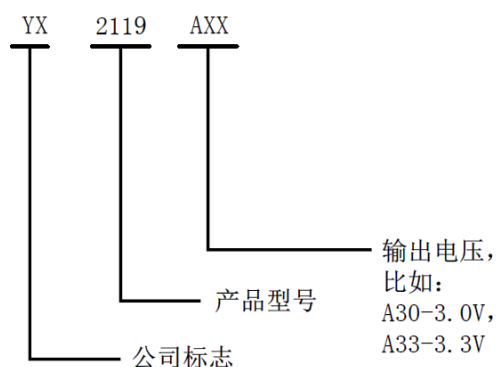 YX 2119 AXX
输出电压，
比如：
A30-3.0V，
A33-3.3V
产品型号
公司标志